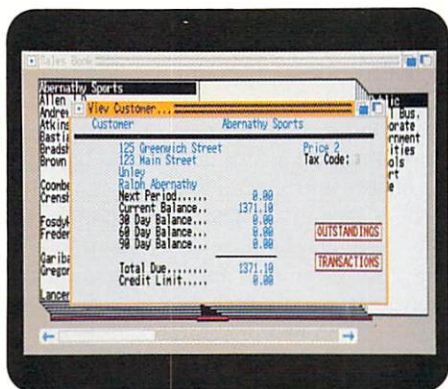 Sales Book
Abernathy Sports
Allen
Andrew
Atkins
Bastia
Bradsh
Brown
Coombe
Crensh
Fosdyk
Freder
Gariba
Gregor
Lancer
View Customer...
Customer Abernathy Sports
125 Greenwich Street Price 2
123 Main Street Tax Code: 3
Unley
Ralph Abernathy
Next Period...... 0.00
Current Balance... 1371.10
30 Day Balance... 0.00
60 Day Balance... 0.00
90 Day Balance... 0.00
Total Due........ 1371.10
Credit Limit..... 0.00
OUTSTANDINGS
TRANSACTIONS
lic
l Bus.
orate
rnment
ities
ols
rt
e